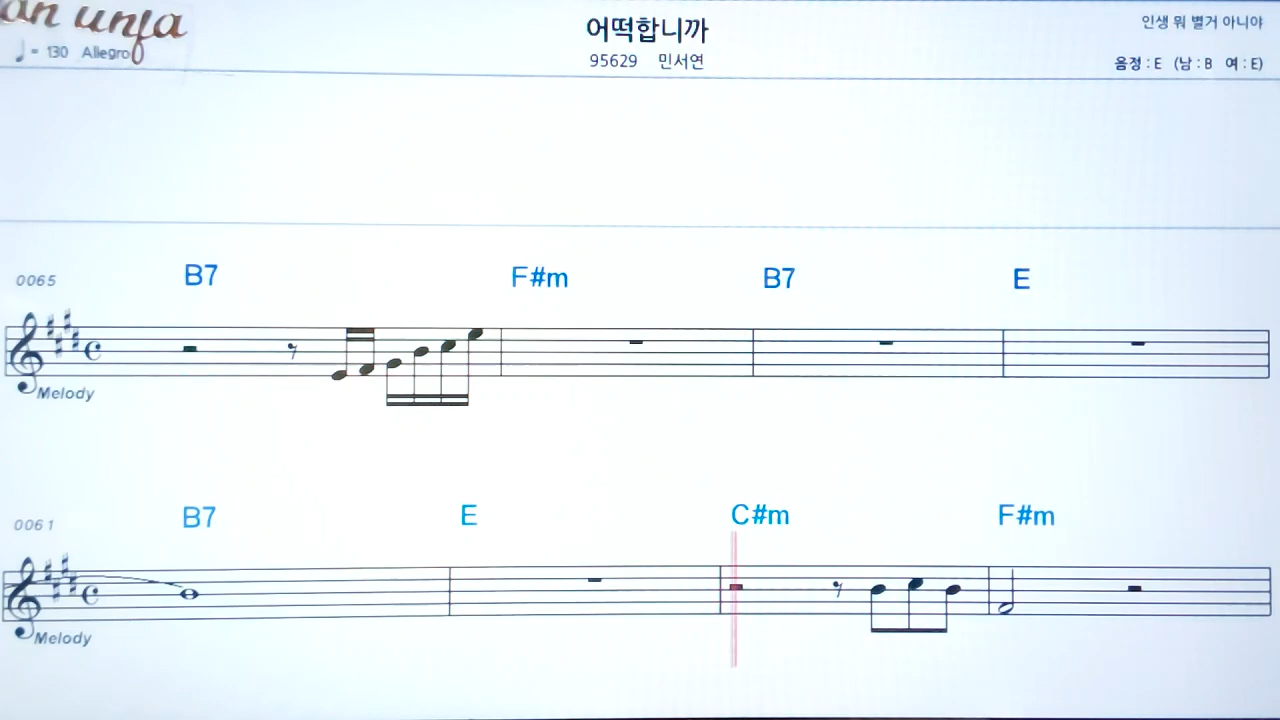 an unfa
♩= 130 Allegro
어떡합니까
95629 민서연
인생 뭐 별거 아니야
음정 : E (남 : B 여 : E)
0065 B7 F#m B7 E
Melody
0061 B7 E C#m F#m
Melody